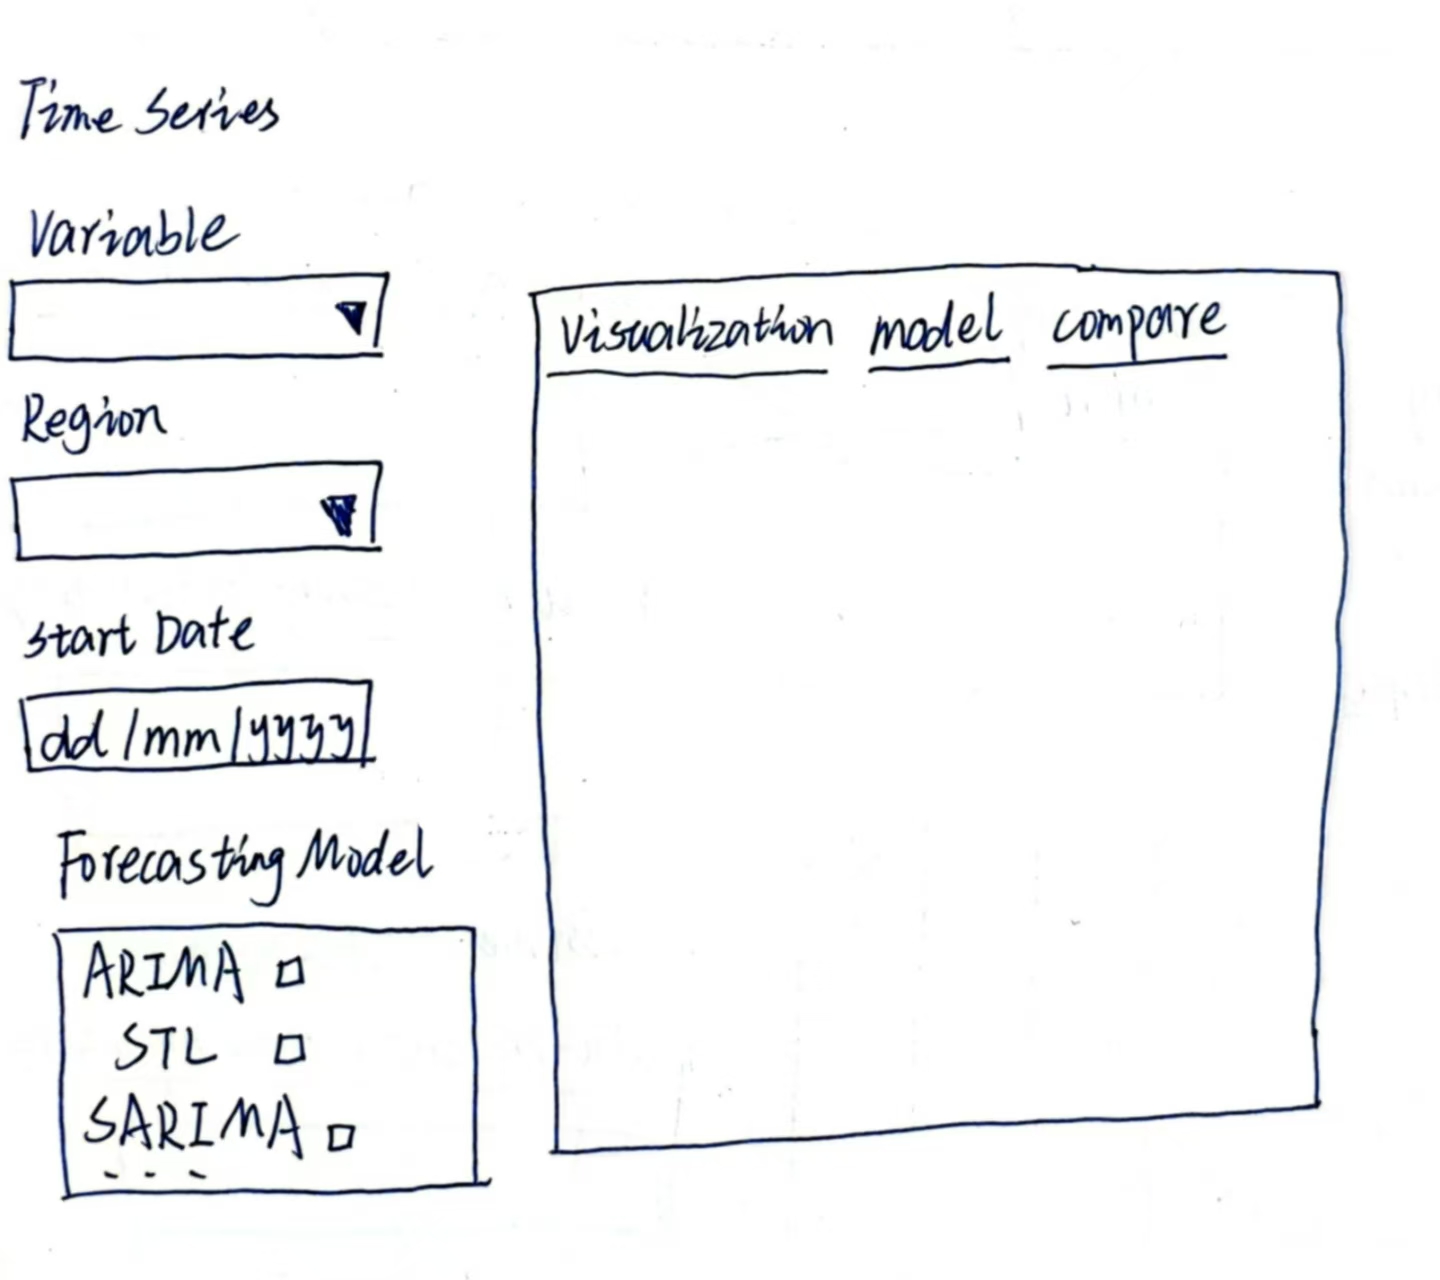 Time Series
Variable
Region
Start Date
dd/mm/yyyy
Forecasting Model
ARIMA
STL
SARIMA
...
Visualization model compare